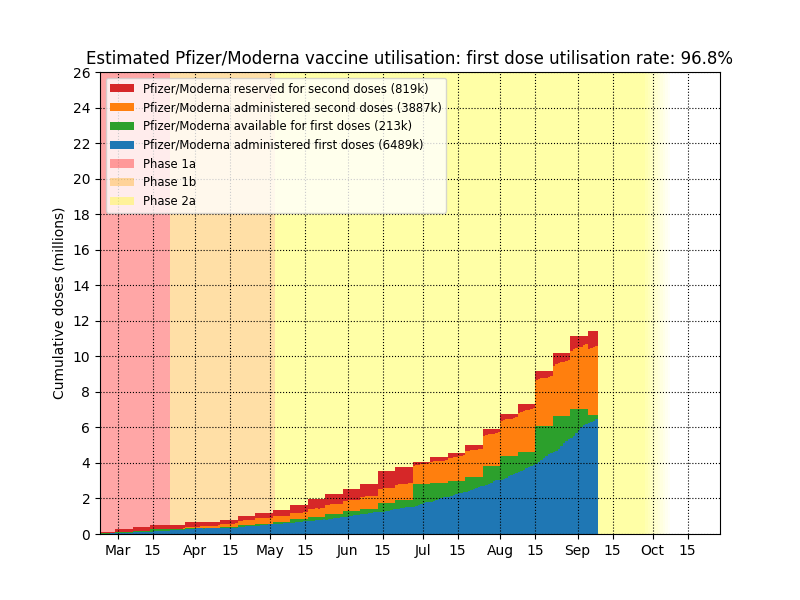 Estimated Pfizer/Moderna vaccine utilisation: first dose utilisation rate: 96.8%
Cumulative doses (millions)
26
24
22
20
18
16
14
12
10
8
6
4
2
0
Pfizer/Moderna reserved for second doses (819k)
Pfizer/Moderna administered second doses (3887k)
Pfizer/Moderna available for first doses (213k)
Pfizer/Moderna administered first doses (6489k)
Phase 1a
Phase 1b
Phase 2a
Mar 15 Apr 15 May 15 Jun 15 Jul 15 Aug 15 Sep 15 Oct 15